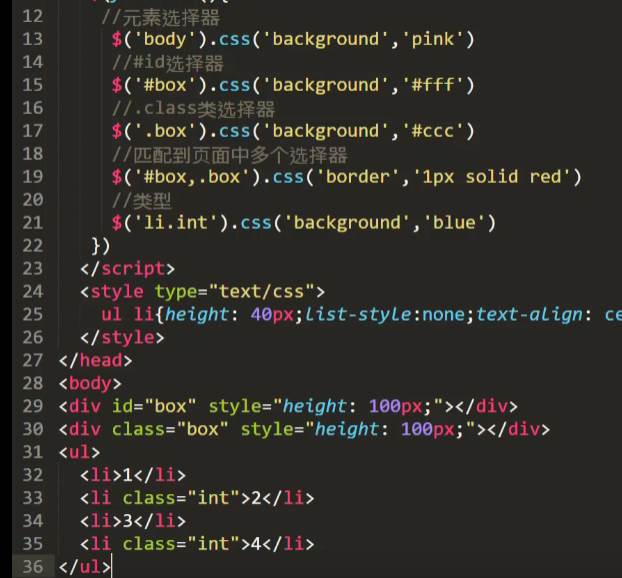 12 //元素选择器
13 $('body').css('background','pink')
14 //#id选择器
15 $('#box').css('background','#fff')
16 //.class类选择器
17 $('.box').css('background','#ccc')
18 //匹配到页面中多个选择器
19 $('#box,.box').css('border','1px solid red')
20 //类型
21 $('li.int').css('background','blue')
22 })
23 </script>
24 <style type="text/css">
25 ul li{height: 40px;list-style:none;text-align: ce
26 </style>
27 </head>
28 <body>
29 <div id="box" style="height: 100px;"></div>
30 <div class="box" style="height: 100px;"></div>
31 <ul>
32 <li>1</li>
33 <li class="int">2</li>
34 <li>3</li>
35 <li class="int">4</li>
36 </ul>